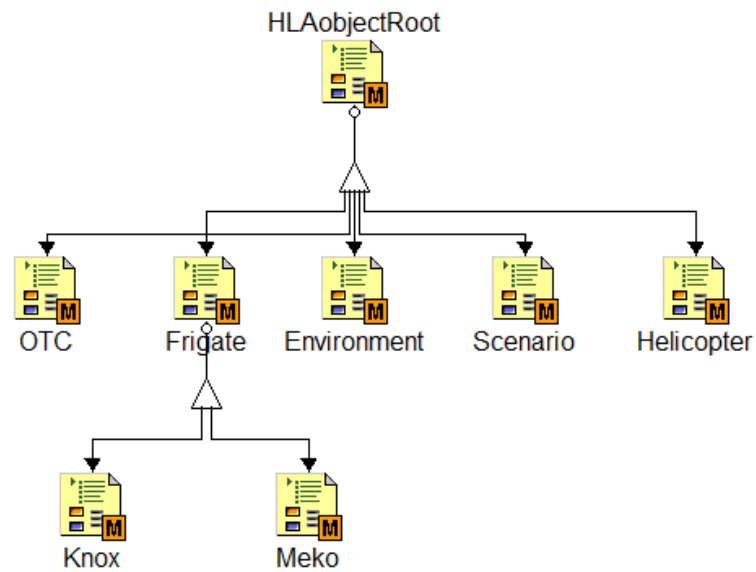 HLAobjectRoot
M
M M M M M
OTC Frigate Environment Scenario Helicopter
M M
Knox Meko